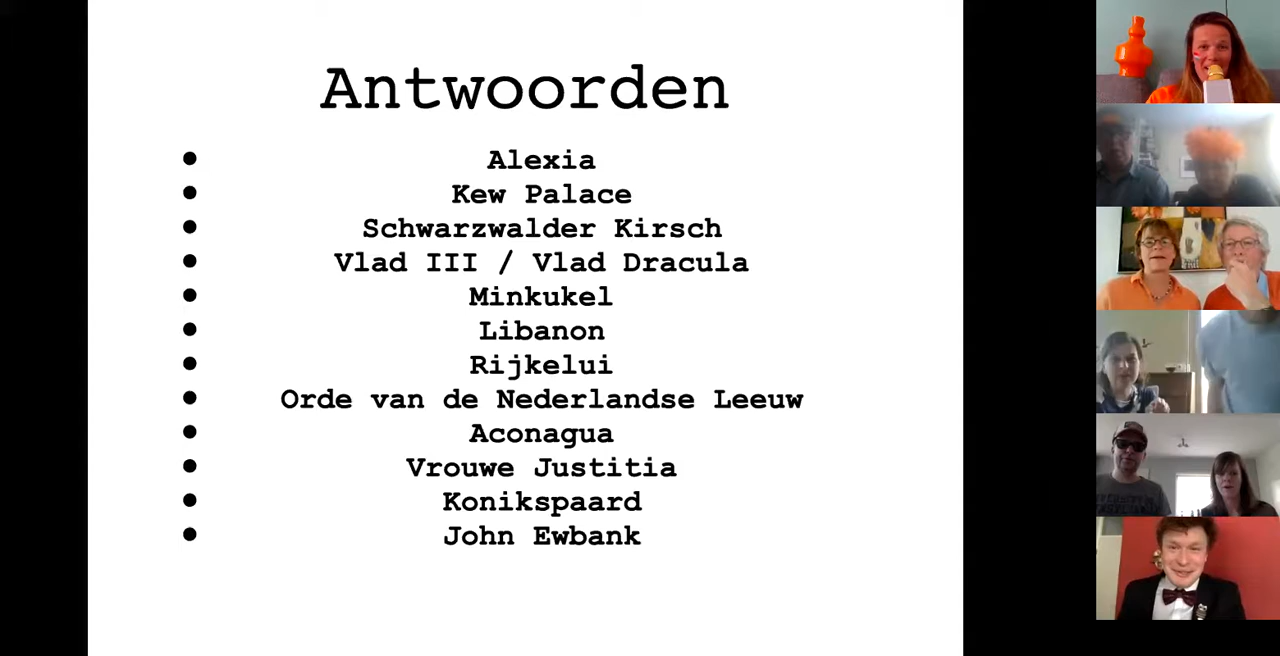 Antwoorden
Alexia
Kew Palace
Schwarzwalder Kirsch
Vlad III / Vlad Dracula
Minkukel
Libanon
Rijkelui
Orde van de Nederlandse Leeuw
Aconagua
Vrouwe Justitia
Konikspaard
John Ewbank